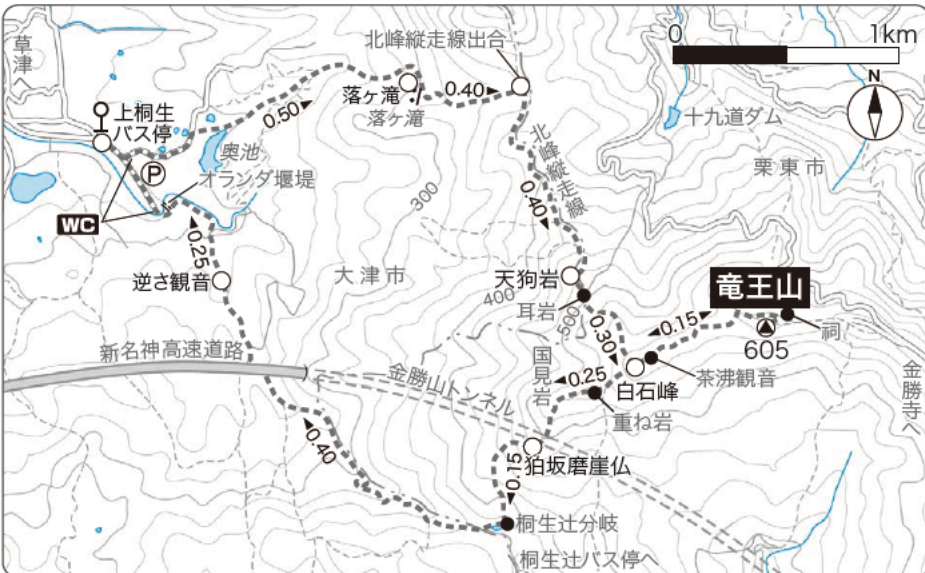 草津へ
上桐生
バス停
P
WC
奥池
オランダ堰堤
0.50
落ヶ滝
落ヶ滝
0.40
北峰縦走線出合
0
1km
N
十九道ダム
栗東市
北峰縦走線
0.40
300
0.25
逆さ観音
大津市
天狗岩
400
耳岩
500
0.30
竜王山
0.15
祠
605
新名神高速道路
金勝山トンネル
国見岩
0.25
白石峰
茶沸観音
重ね岩
金勝寺へ
0.40
狛坂磨崖仏
0.15
桐生辻分岐
桐生辻バス停へ